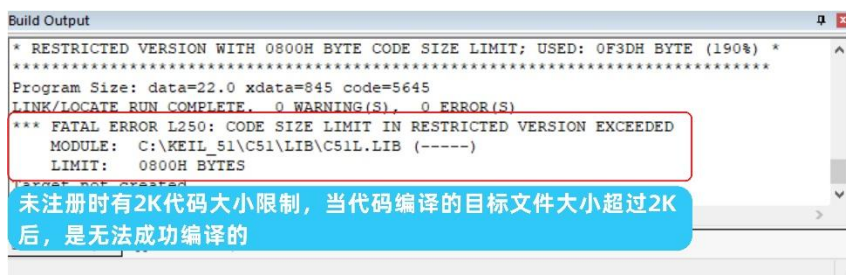 Build Output
* RESTRICTED VERSION WITH 0800H BYTE CODE SIZE LIMIT; USED: 0F3DH BYTE (190%) *
******************************************************************************
Program Size: data=22.0 xdata=845 code=5645
LINK/LOCATE RUN COMPLETE.  0 WARNING(S),  0 ERROR(S)
*** FATAL ERROR L250: CODE SIZE LIMIT IN RESTRICTED VERSION EXCEEDED
    MODULE:  C:\KEIL_51\C51\LIB\C51L.LIB (-----)
    LIMIT:   0800H BYTES
Target not created
未注册时有2K代码大小限制，当代码编译的目标文件大小超过2K
后，是无法成功编译的